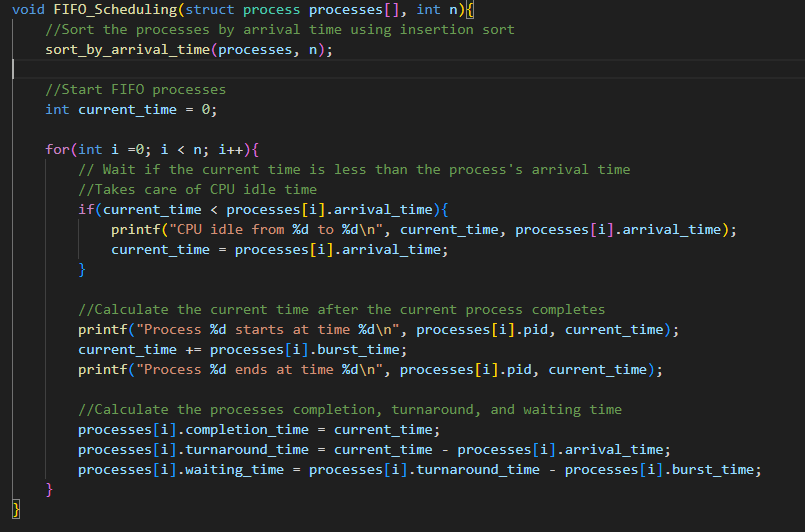 void FIFO_Scheduling(struct process processes[], int n){
    //Sort the processes by arrival time using insertion sort
    sort_by_arrival_time(processes, n);
    //Start FIFO processes
    int current_time = 0;
    for(int i =0; i < n; i++){
        // Wait if the current time is less than the process's arrival time
        //Takes care of CPU idle time
        if(current_time < processes[i].arrival_time){
            printf("CPU idle from %d to %d\n", current_time, processes[i].arrival_time);
            current_time = processes[i].arrival_time;
        }
        //Calculate the current time after the current process completes
        printf("Process %d starts at time %d\n", processes[i].pid, current_time);
        current_time += processes[i].burst_time;
        printf("Process %d ends at time %d\n", processes[i].pid, current_time);
        //Calculate the processes completion, turnaround, and waiting time
        processes[i].completion_time = current_time;
        processes[i].turnaround_time = current_time - processes[i].arrival_time;
        processes[i].waiting_time = processes[i].turnaround_time - processes[i].burst_time;
    }
}